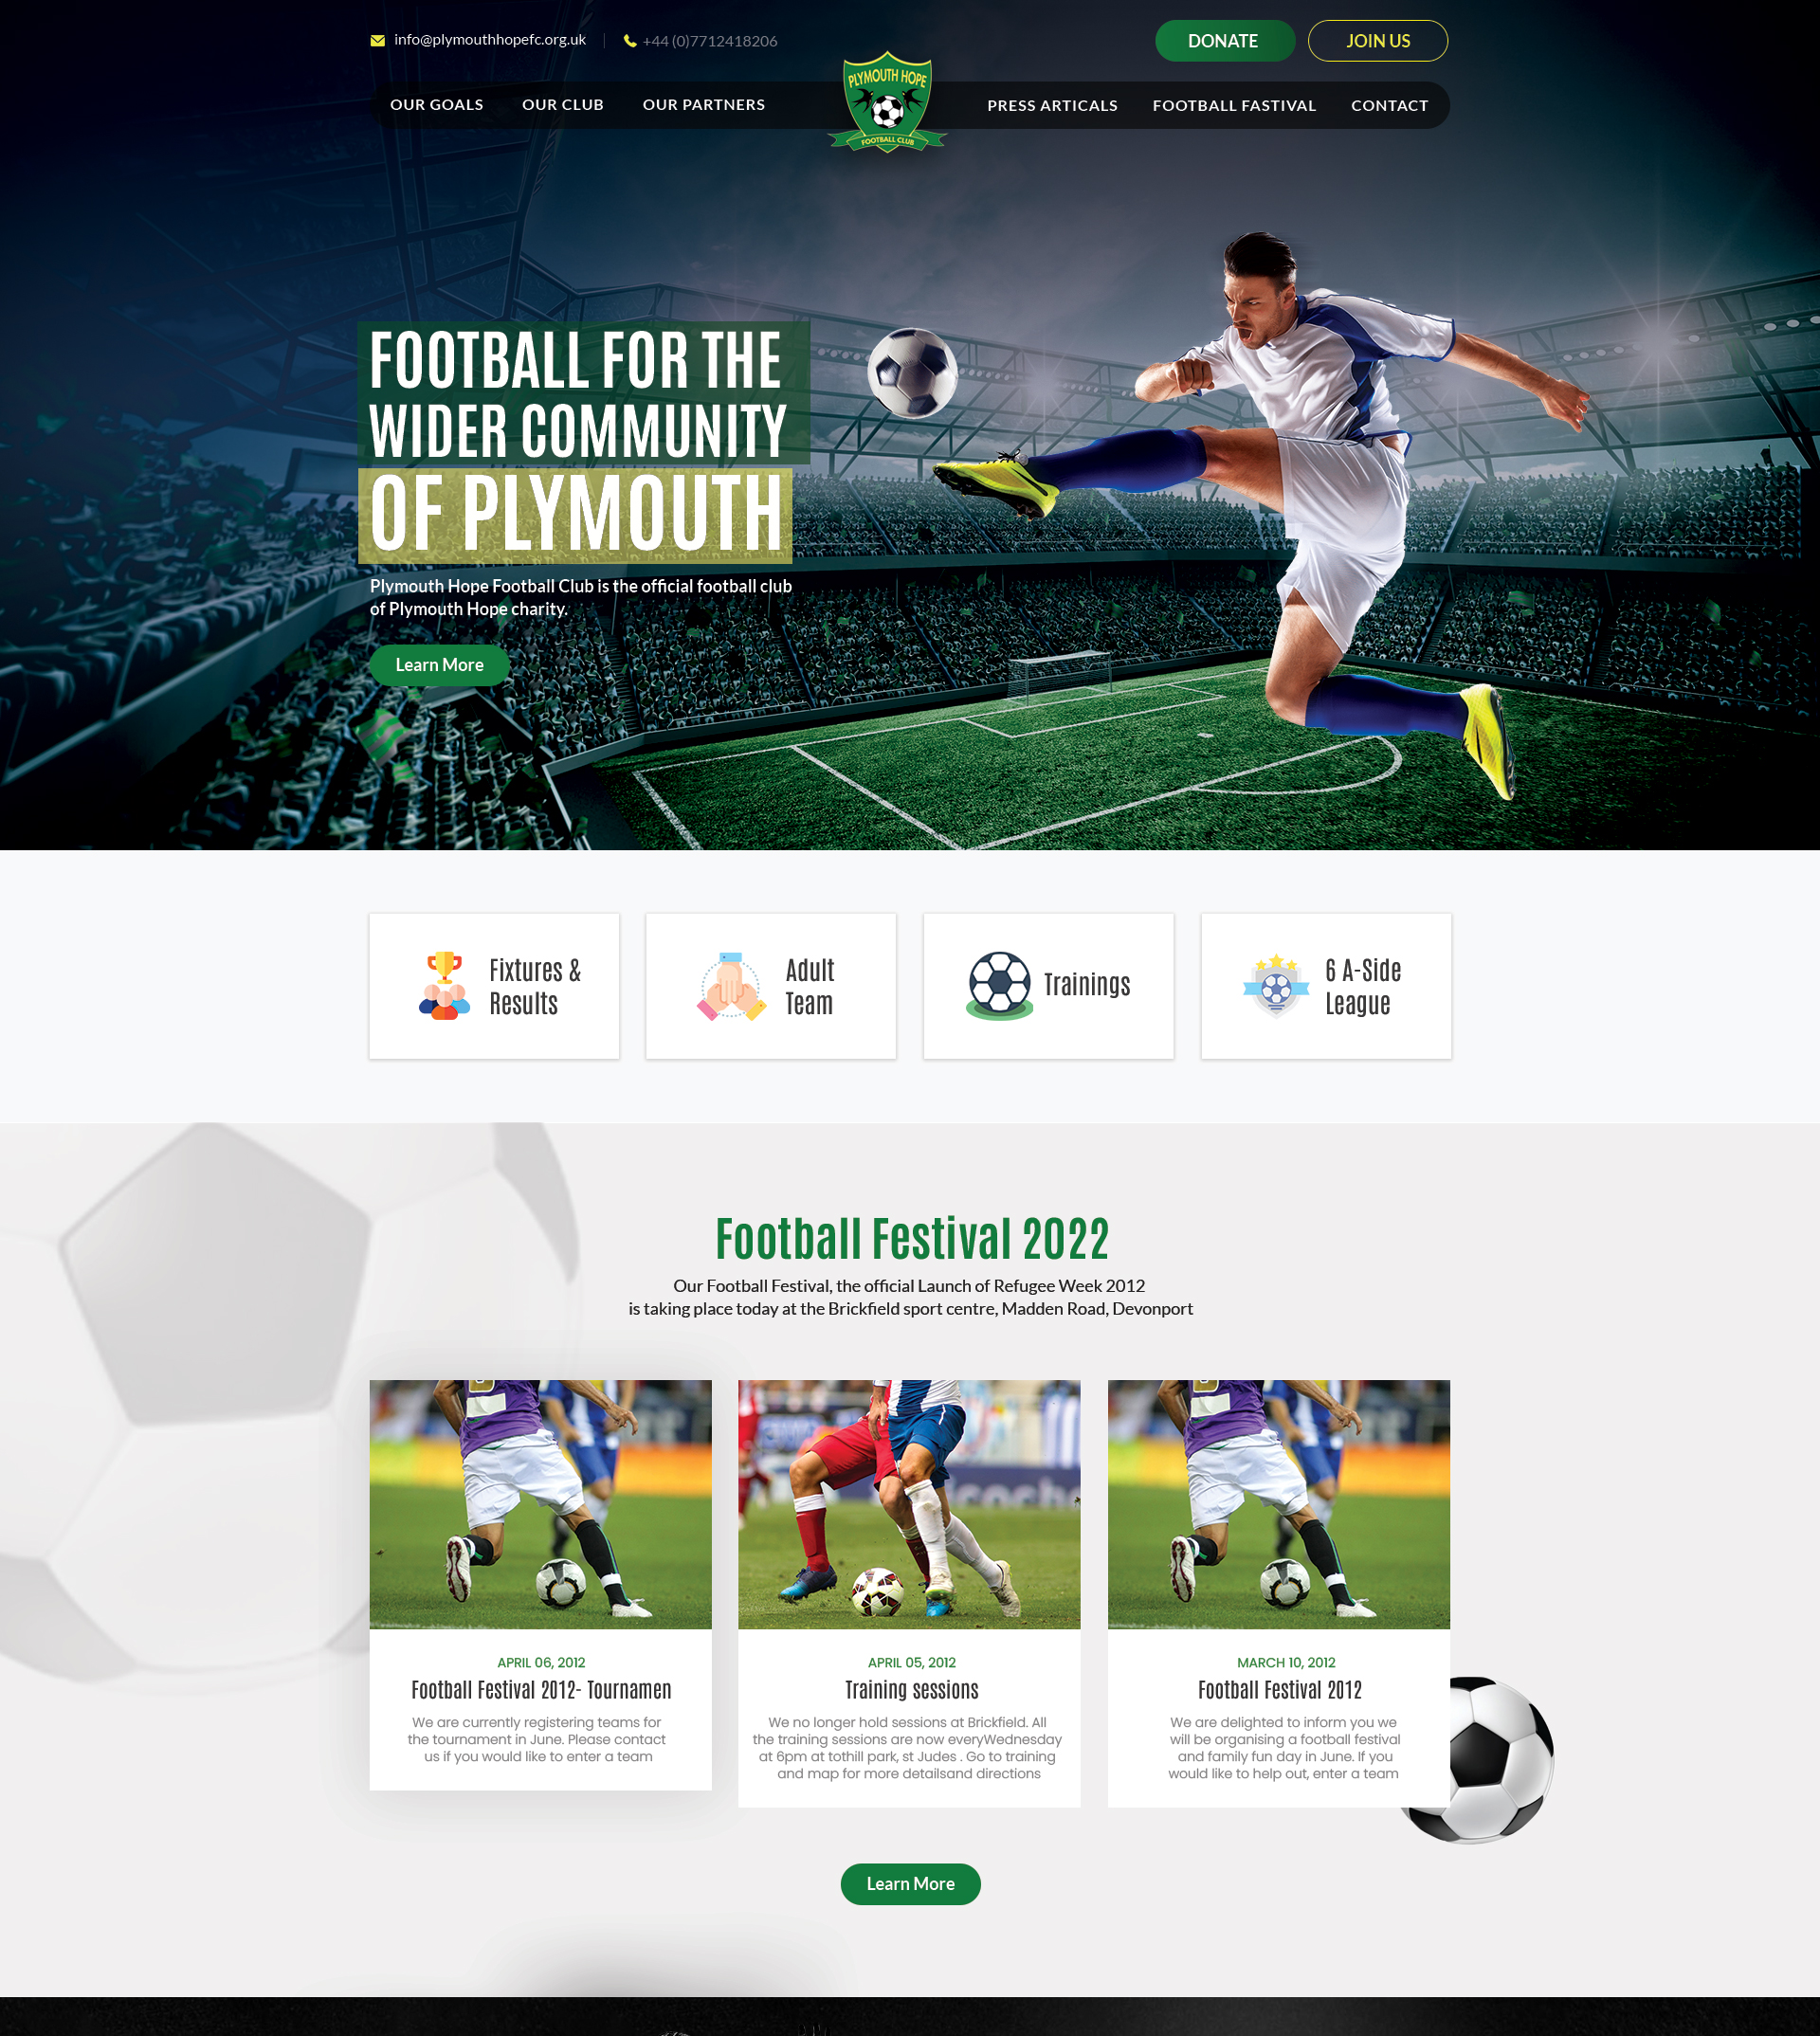 info@plymouthhopefc.org.uk
+44 (0)7712418206
DONATE
JOIN US
OUR GOALS
OUR CLUB
OUR PARTNERS
PLYMOUTH HOPE
FOOTBALL CLUB
PRESS ARTICALS
FOOTBALL FASTIVAL
CONTACT
FOOTBALL FOR THE
WIDER COMMUNITY
OF PLYMOUTH
Plymouth Hope Football Club is the official football club
of Plymouth Hope charity.
Learn More
Fixtures &
Results
Adult
Team
Trainings
6 A-Side
League
Football Festival 2022
Our Football Festival, the official Launch of Refugee Week 2012
is taking place today at the Brickfield sport centre, Madden Road, Devonport
APRIL 06, 2012
Football Festival 2012- Tournamen
We are currently registering teams for
the tournament in June. Please contact
us if you would like to enter a team
APRIL 05, 2012
Training sessions
We no longer hold sessions at Brickfield. All
the training sessions are now everyWednesday
at 6pm at tothill park, st Judes . Go to training
and map for more detailsand directions
MARCH 10, 2012
Football Festival 2012
We are delighted to inform you we
will be organising a football festival
and family fun day in June. If you
would like to help out, enter a team
Learn More